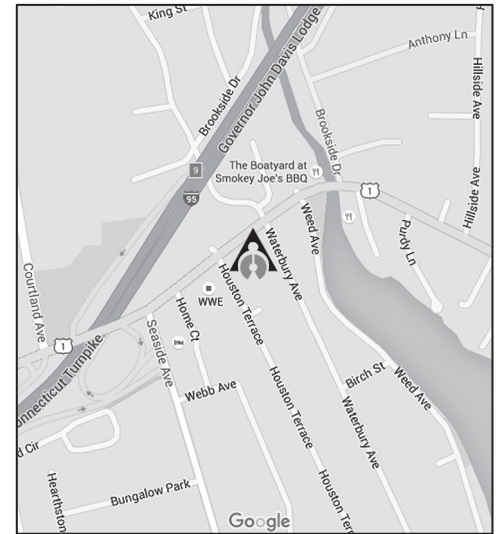 King St
Governor John Davis Lodge
Anthony Ln
Hillside Ave
Brookside Dr
Brookside Dr
The Boatyard at
Smokey Joe's BBQ
9
95
1
Hillside Ave
Purdy Ln
Weed Ave
Waterbury Ave
Courtland Ave
WWE
Houston Terrace
Home Ct
Seaside Ave
1
onnecticut Turnpike
Webb Ave
Houston Terrace
Waterbury Ave
Birch St
Weed Ave
d Cir
Hearthston
Bungalow Park
Houston Terr
Google